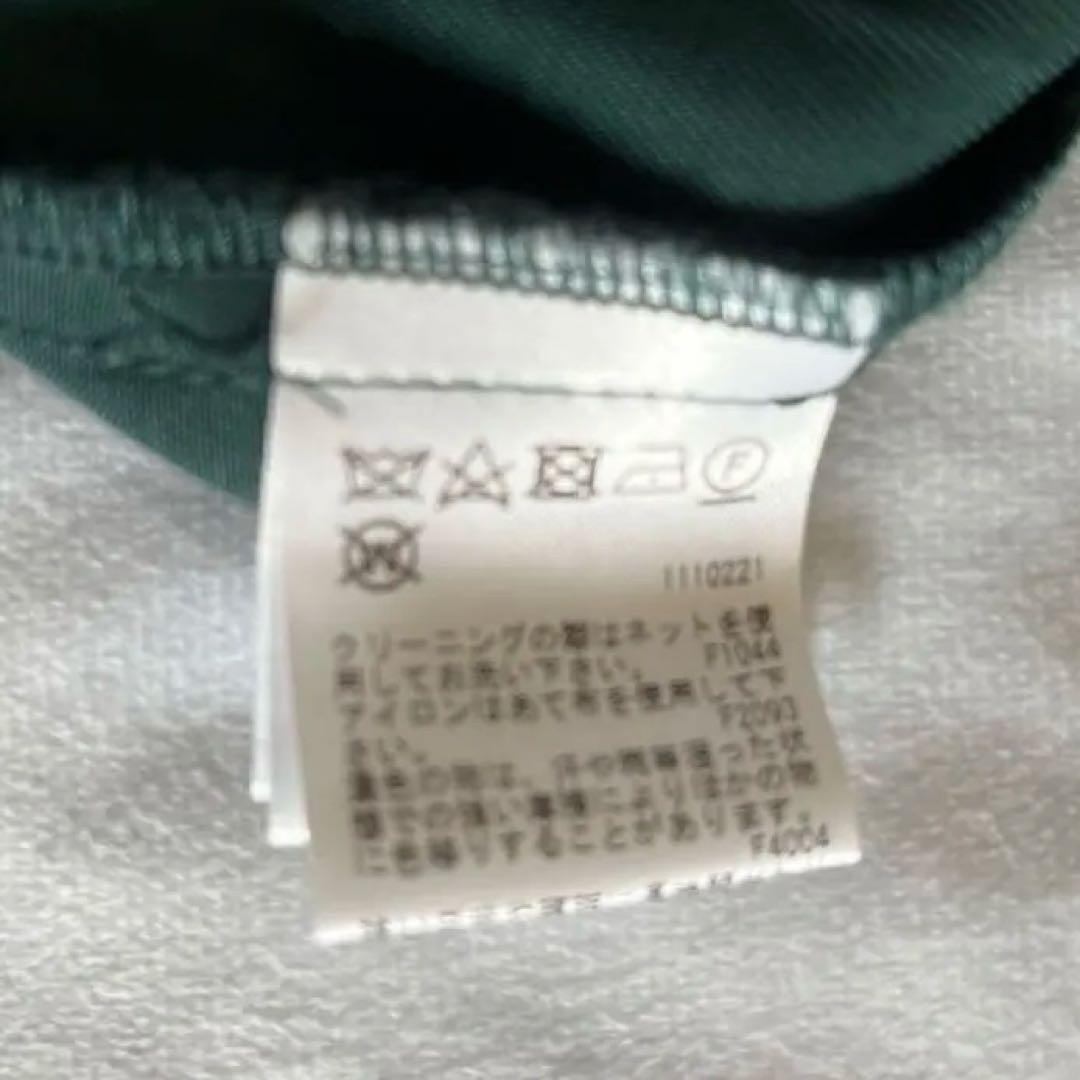 F
W
1110221
クリーニングの際はネットを使
用してお洗い下さい。 F1044
アイロンはあて布を使用して下
さい。 F2093
濃色の物は、汗や雨等湿った状
態での強い摩擦によりほかの物
に色移りすることがあります。
F4004